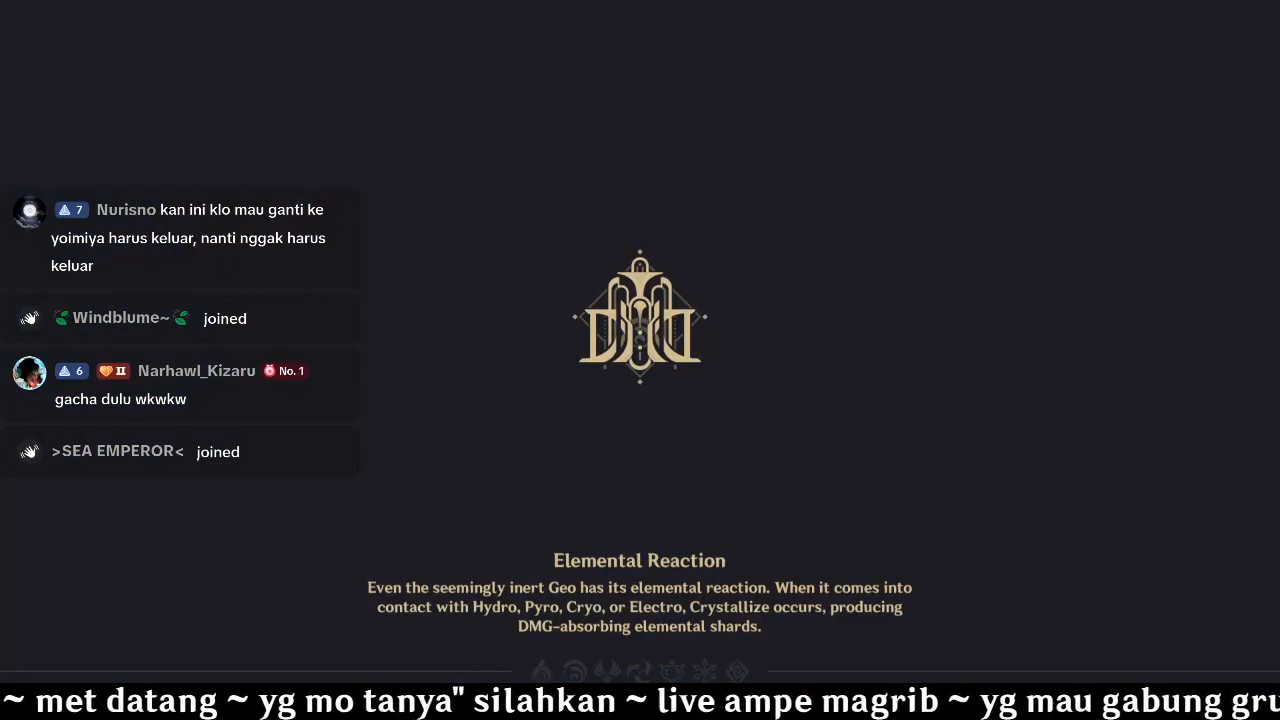 7 Nurisno kan ini klo mau ganti ke
yoimiya harus keluar, nanti nggak harus
keluar
Windblume~ joined
6 II Narhawl_Kizaru No. 1
gacha dulu wkwkw
>SEA EMPEROR< joined
Elemental Reaction
Even the seemingly inert Geo has its elemental reaction. When it comes into
contact with Hydro, Pyro, Cryo, or Electro, Crystallize occurs, producing
DMG-absorbing elemental shards.
~ met datang ~ yg mo tanya" silahkan ~ live ampe magrib ~ yg mau gabung gru